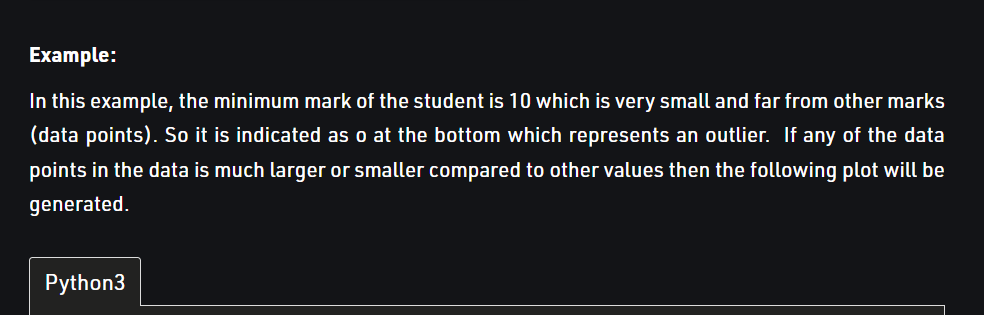 Example:
In this example, the minimum mark of the student is 10 which is very small and far from other marks
(data points). So it is indicated as o at the bottom which represents an outlier.  If any of the data
points in the data is much larger or smaller compared to other values then the following plot will be
generated.
Python3